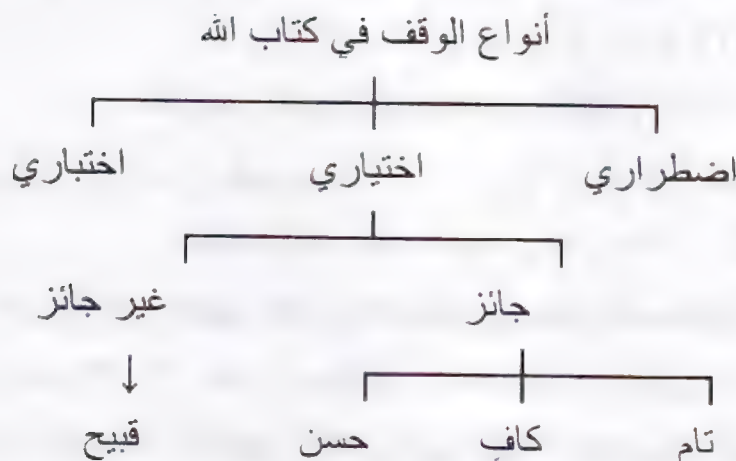 أنواع الوقف في كتاب الله
اضطراري اختياري اختباري
جائز غير جائز
تام كافٍ حسن قبيح